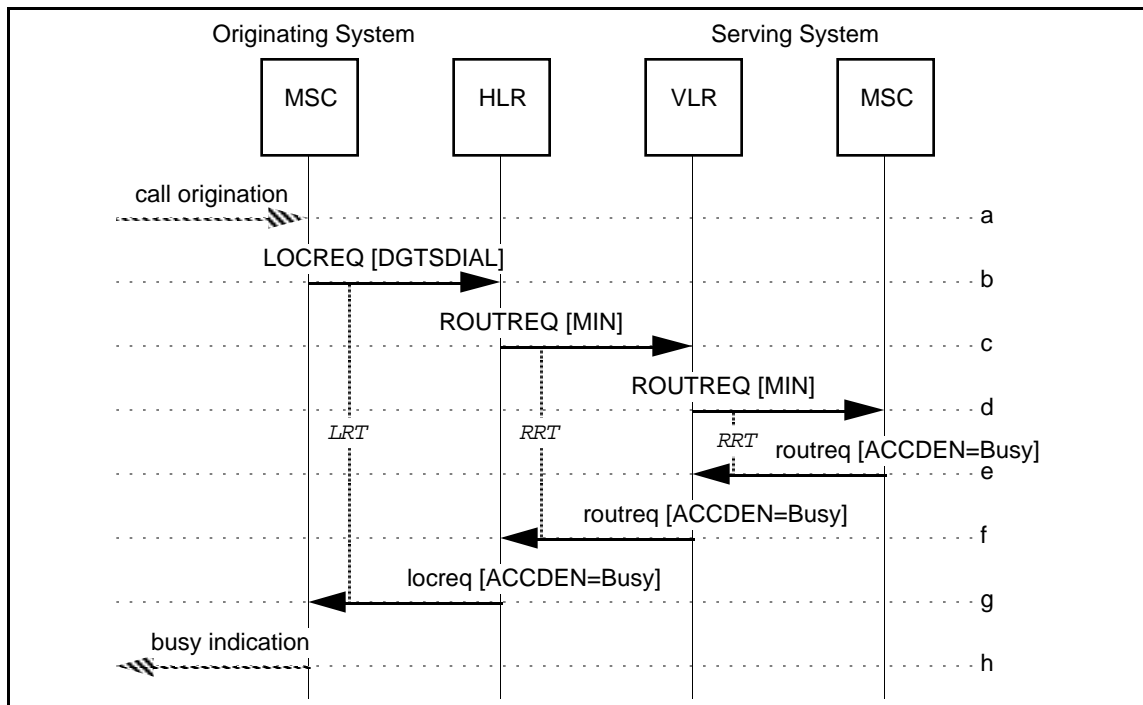 Originating System
Serving System
MSC
HLR
VLR
MSC
call origination
a
LOCREQ [DGTSDIAL]
b
ROUTREQ [MIN]
c
ROUTREQ [MIN]
d
LRT
RRT
RRT
routreq [ACCDEN=Busy]
e
routreq [ACCDEN=Busy]
f
locreq [ACCDEN=Busy]
g
busy indication
h